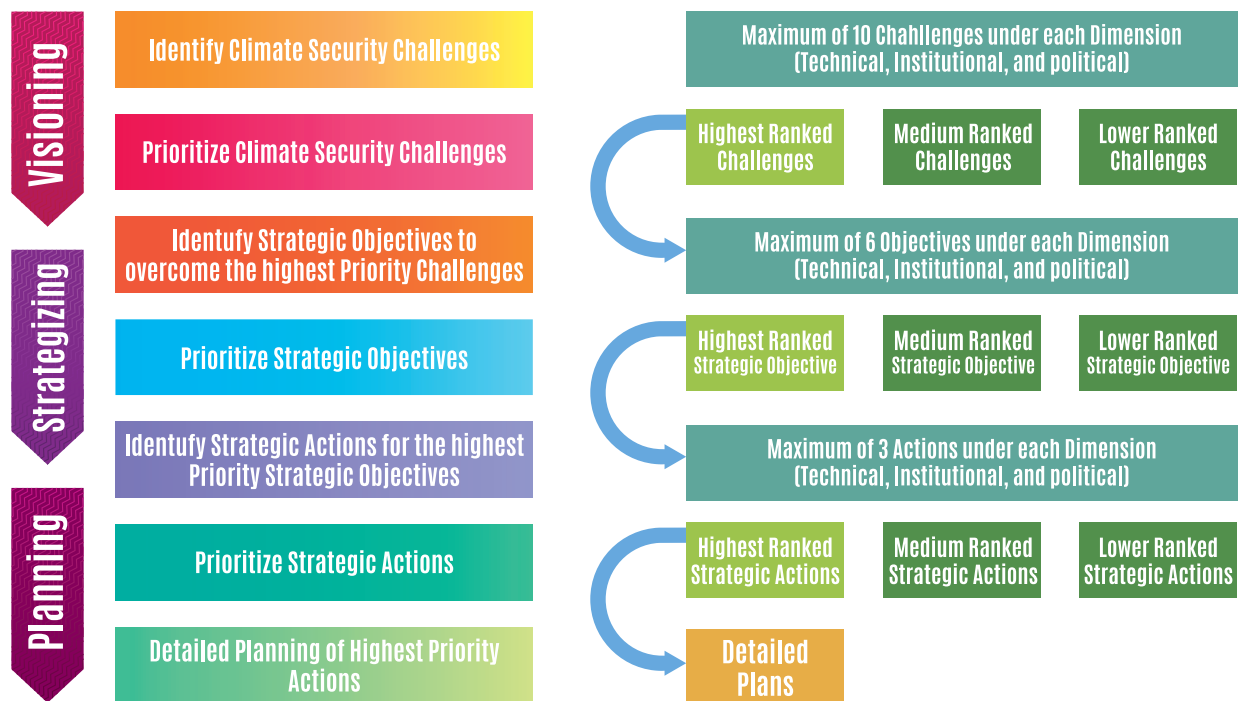 Visioning
Identify Climate Security Challenges
Prioritize Climate Security Challenges
Strategizing
Identufy Strategic Objectives to
overcome the highest Priority Challenges
Prioritize Strategic Objectives
Identufy Strategic Actions for the highest
Priority Strategic Objectives
Planning
Prioritize Strategic Actions
Detailed Planning of Highest Priority
Actions
Maximum of 10 Chahllenges under each Dimension
(Technical, Institutional, and political)
Highest Ranked
Challenges
Medium Ranked
Challenges
Lower Ranked
Challenges
Maximum of 6 Objectives under each Dimension
(Technical, Institutional, and political)
Highest Ranked
Strategic Objective
Medium Ranked
Strategic Objective
Lower Ranked
Strategic Objective
Maximum of 3 Actions under each Dimension
(Technical, Institutional, and political)
Highest Ranked
Strategic Actions
Medium Ranked
Strategic Actions
Lower Ranked
Strategic Actions
Detailed
Plans